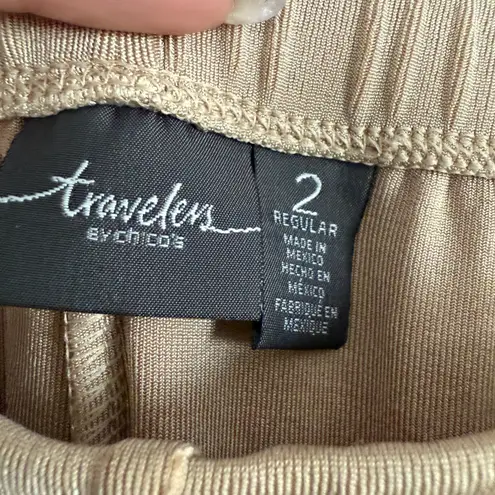 travelers
BY CHICO'S
2
REGULAR
MADE IN
MEXICO
HECHO EN
MÉXICO
FABRIQUÉ EN
MEXIQUE